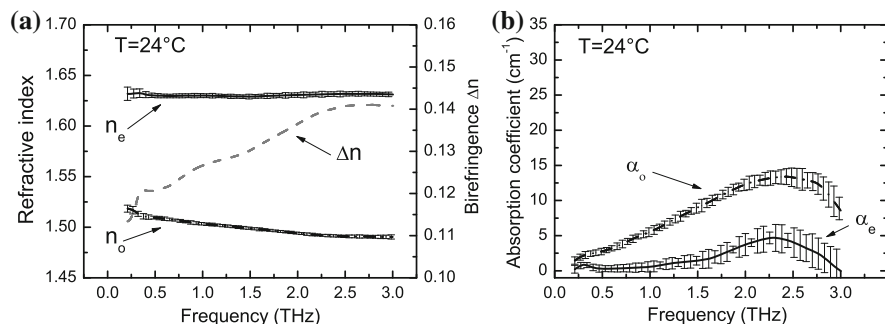 (a)
T=24°C
Refractive index
1.70
1.65
1.60
1.55
1.50
1.45
nₑ
Δn
nₒ
0.0 0.5 1.0 1.5 2.0 2.5 3.0
Frequency (THz)
0.16
0.15
0.14
0.13
0.12
0.11
0.10
Birefringence Δn
(b)
T=24°C
Absorption coefficient (cm⁻¹)
35
30
25
20
15
10
5
0
αₒ
αₑ
0.0 0.5 1.0 1.5 2.0 2.5 3.0
Frequency (THz)